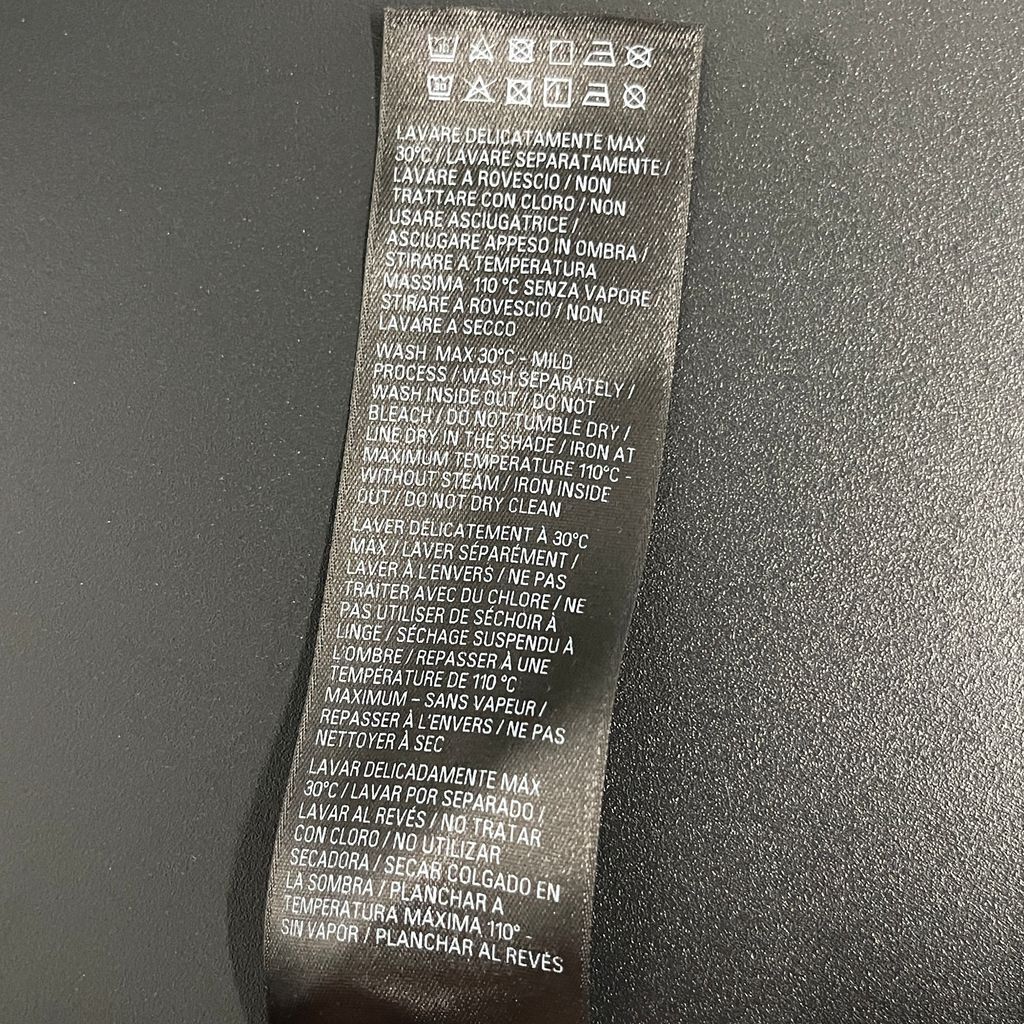 LAVARE DELICATAMENTE MAX
30°C / LAVARE SEPARATAMENTE /
LAVARE A ROVESCIO / NON
TRATTARE CON CLORO / NON
USARE ASCIUGATRICE /
ASCIUGARE APPESO IN OMBRA /
STIRARE A TEMPERATURA
MASSIMA 110 °C SENZA VAPORE /
STIRARE A ROVESCIO / NON
LAVARE A SECCO
WASH MAX 30°C - MILD
PROCESS / WASH SEPARATELY /
WASH INSIDE OUT / DO NOT
BLEACH / DO NOT TUMBLE DRY /
LINE DRY IN THE SHADE / IRON AT
MAXIMUM TEMPERATURE 110°C -
WITHOUT STEAM / IRON INSIDE
OUT / DO NOT DRY CLEAN
LAVER DÉLICATEMENT À 30°C
MAX / LAVER SÉPARÉMENT /
LAVER À L'ENVERS / NE PAS
TRAITER AVEC DU CHLORE / NE
PAS UTILISER DE SÉCHOIR À
LINGE / SÉCHAGE SUSPENDU À
L'OMBRE / REPASSER À UNE
TEMPÉRATURE DE 110 °C
MAXIMUM – SANS VAPEUR /
REPASSER À L'ENVERS / NE PAS
NETTOYER À SEC
LAVAR DELICADAMENTE MÁX
30°C / LAVAR POR SEPARADO /
LAVAR AL REVÉS / NO TRATAR
CON CLORO / NO UTILIZAR
SECADORA / SECAR COLGADO EN
LA SOMBRA / PLANCHAR A
TEMPERATURA MÁXIMA 110° -
SIN VAPOR / PLANCHAR AL REVÉS